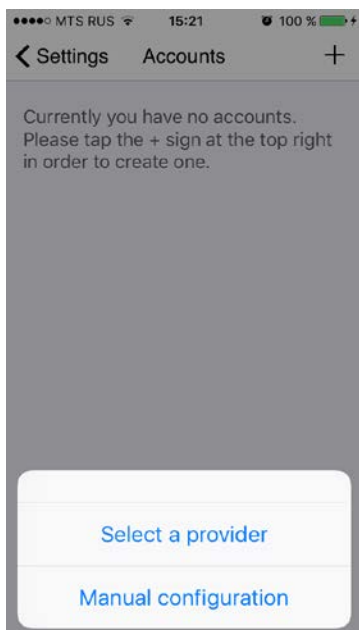 MTS RUS 15:21 100 %
Settings Accounts +
Currently you have no accounts.
Please tap the + sign at the top right
in order to create one.
Select a provider
Manual configuration